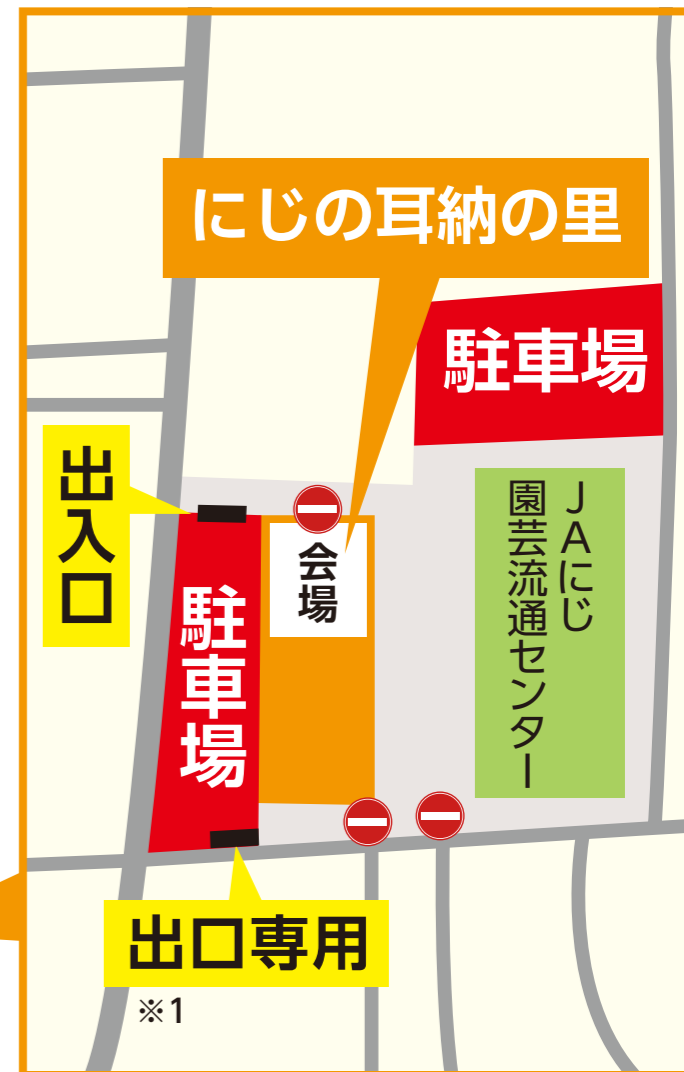 にじの耳納の里
駐車場
出入口
会場
JAにじ
園芸流通センター
駐車場
出口専用
※1